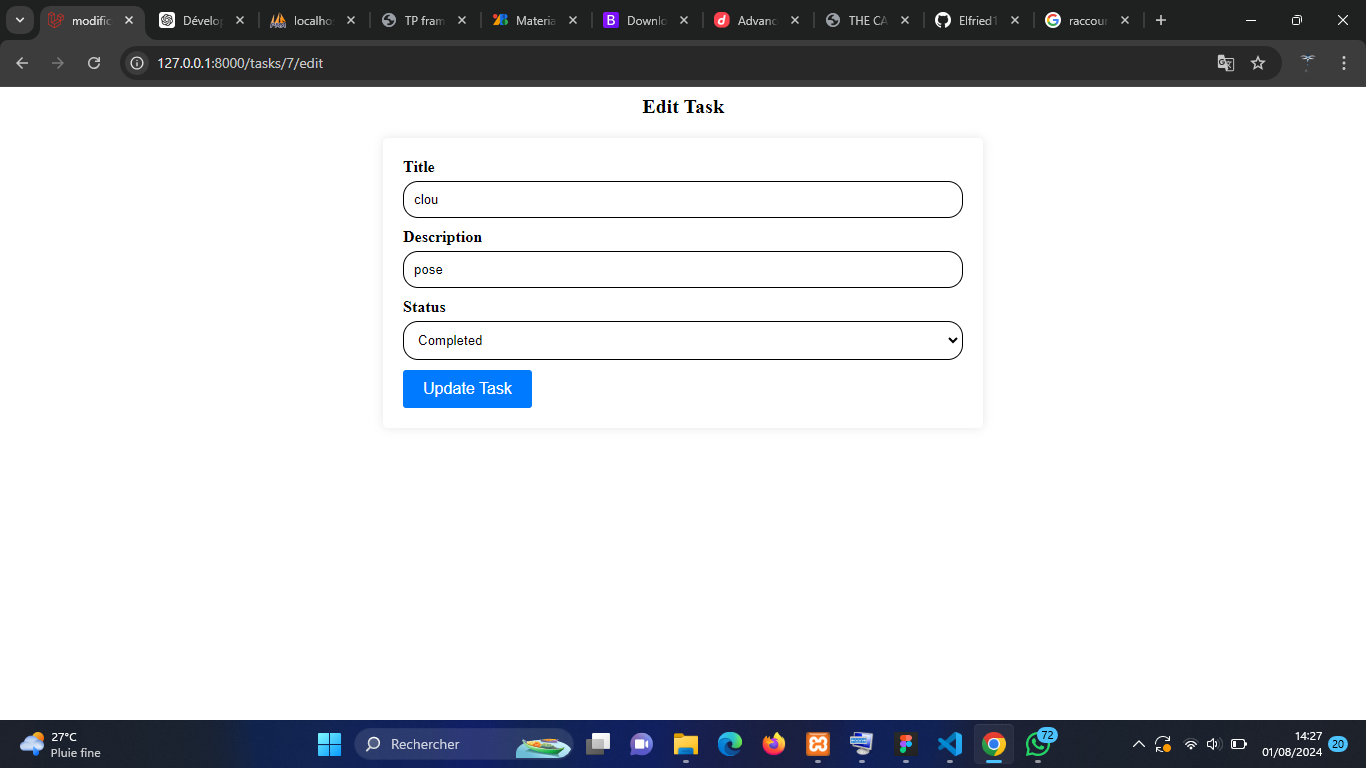 modific
Dévelop
localhos
TP fram
Materia
Downlo
Advanc
THE CA
Elfried1
raccour
127.0.0.1:8000/tasks/7/edit
Edit Task
Title
clou
Description
pose
Status
Completed
Update Task
27°C
Pluie fine
Rechercher
72
14:27
01/08/2024
20